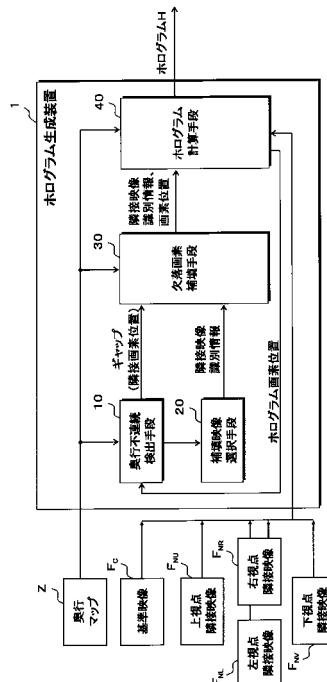 1
ホログラム生成装置
ホログラムH
40
ホログラム
計算手段
隣接映像
識別情報、
画素位置
30
欠落画素
補填手段
ギャップ
(隣接画素位置)
隣接映像
識別情報
10
奥行不連続
検出手段
20
補填映像
選択手段
ホログラム画素位置
Z
奥行
マップ
FC
基準映像
FNU
上視点
隣接映像
FNR
右視点
隣接映像
FNL
左視点
隣接映像
FNV
下視点
隣接映像